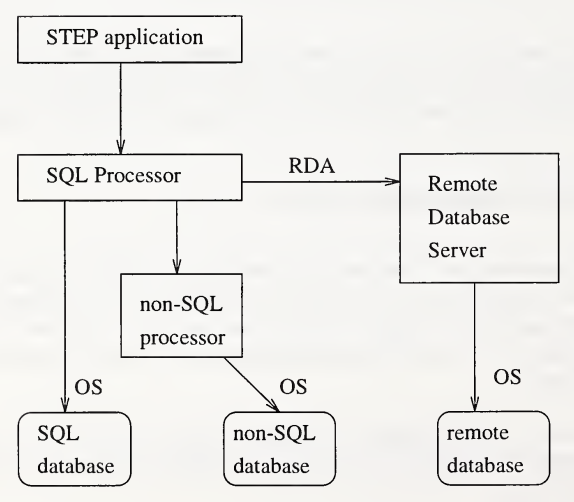 STEP application
SQL Processor
RDA
Remote
Database
Server
non-SQL
processor
OS
OS
OS
SQL
database
non-SQL
database
remote
database